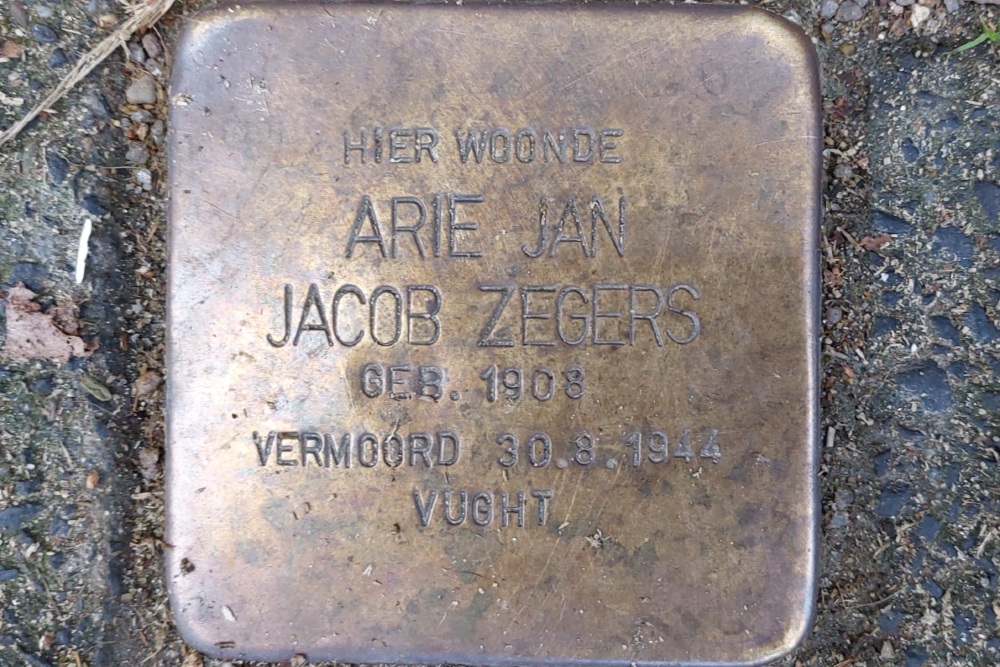 HIER WOONDE
ARIE JAN
JACOB ZEGERS
GEB. 1908
VERMOORD 30.8.1944
VUGHT